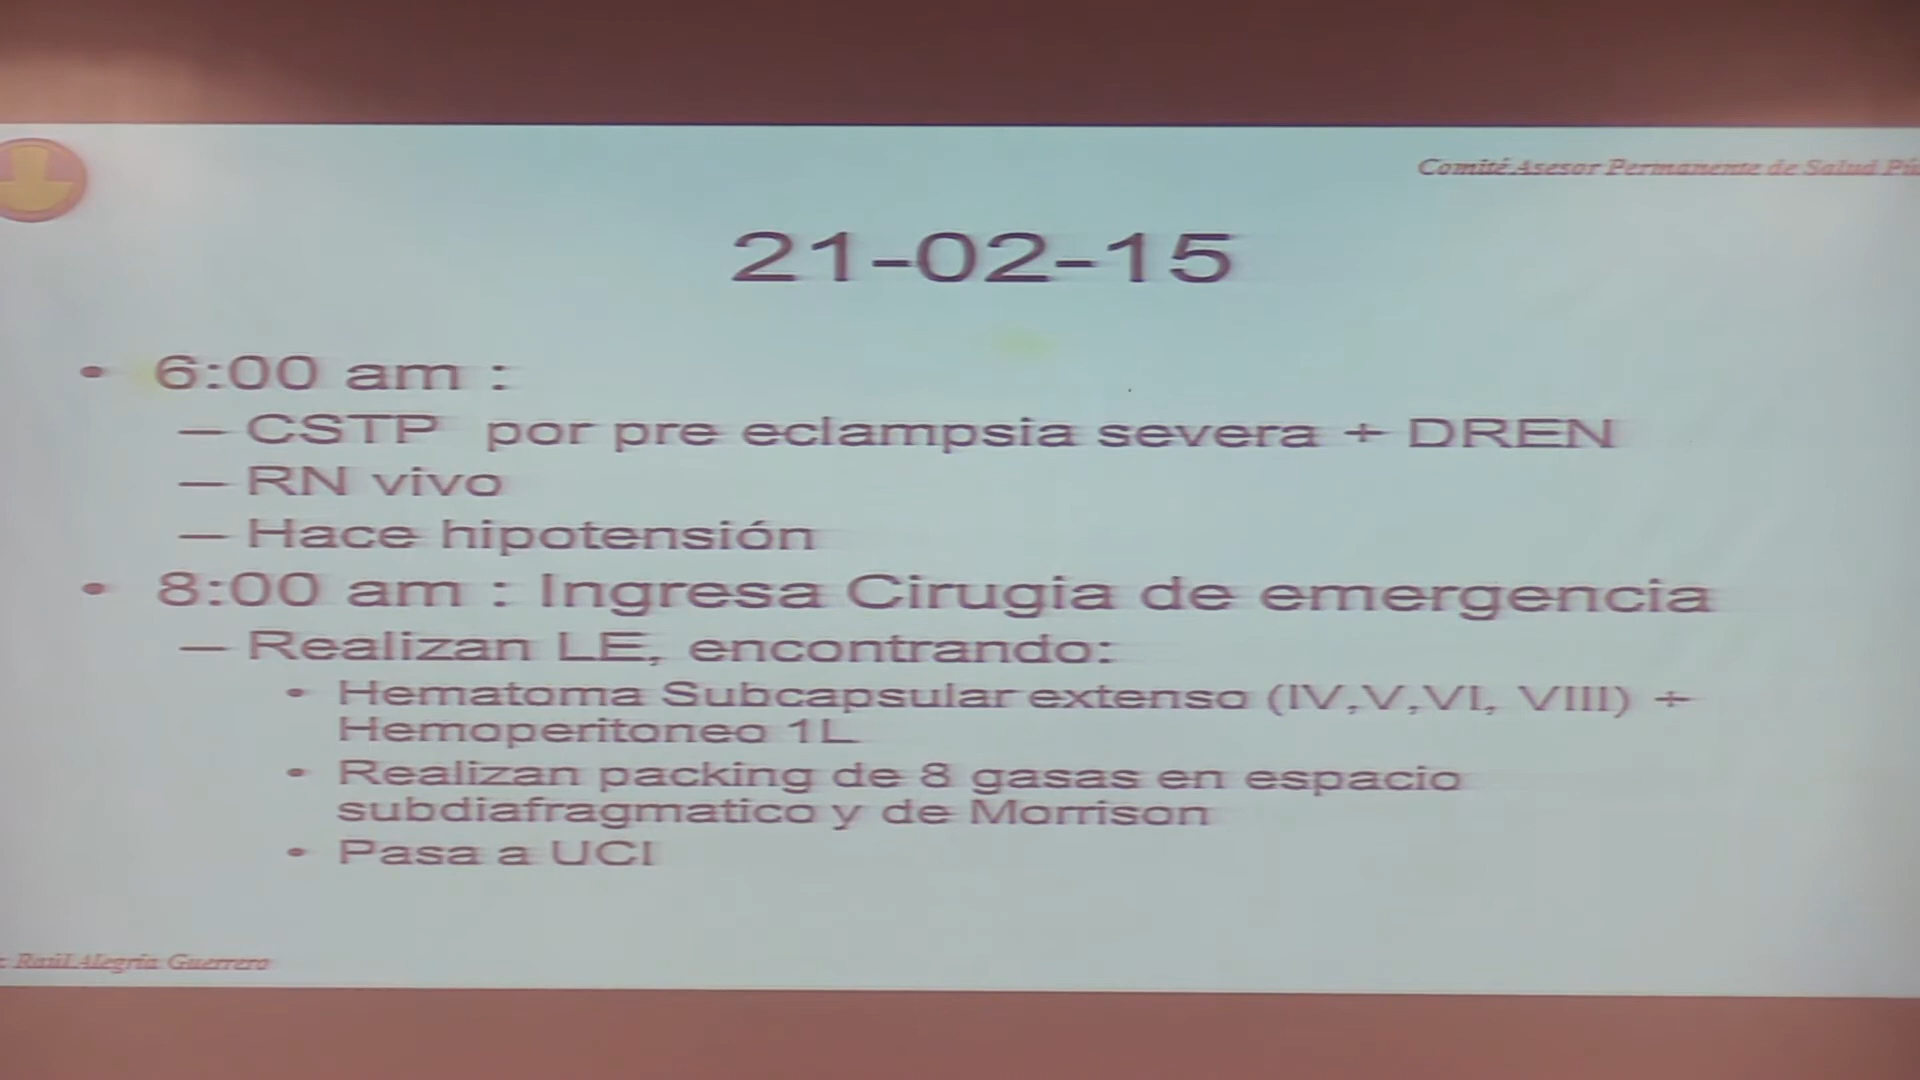 Comité Asesor Permanente de Salud
21-02-15
• 6:00 am :
– CSTP por pre eclampsia severa + DREN
– RN vivo
– Hace hipotensión
• 8:00 am : Ingresa Cirugia de emergencia
– Realizan LE, encontrando:
• Hematoma Subcapsular extenso (IV,V,VI, VIII) +
Hemoperitoneo 1L
• Realizan packing de 8 gasas en espacio
subdiafragmatico y de Morrison
• Pasa a UCI
Raúl Alegria Guerrero